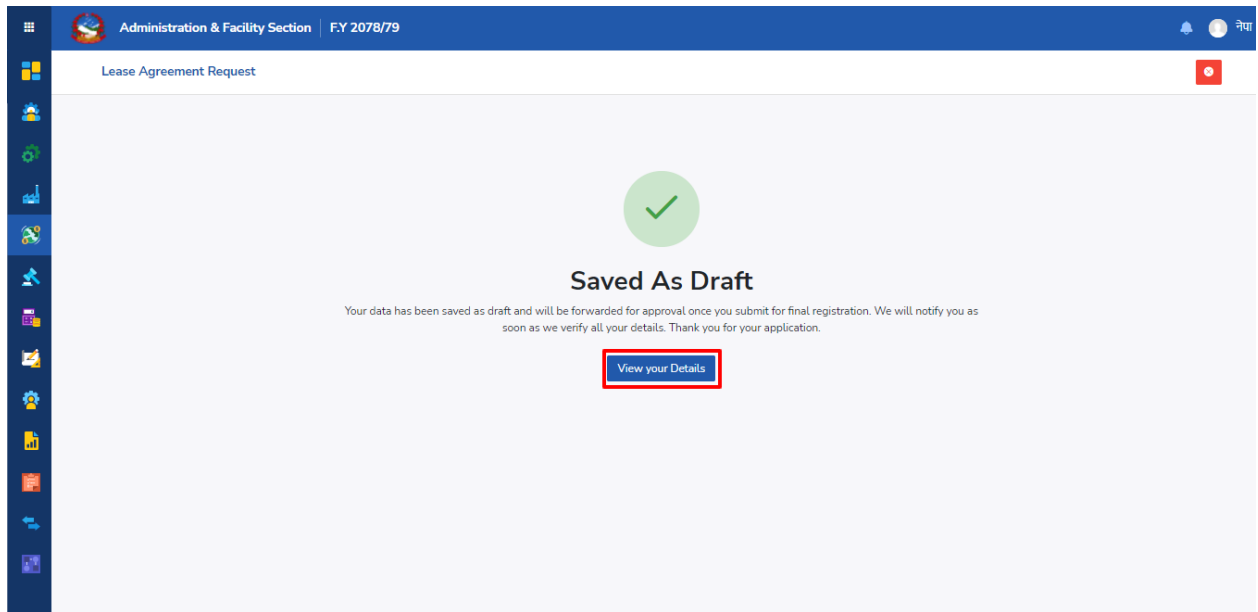 Administration & Facility Section | F.Y 2078/79
नेपा
Lease Agreement Request
Saved As Draft
Your data has been saved as draft and will be forwarded for approval once you submit for final registration. We will notify you as
soon as we verify all your details. Thank you for your application.
View your Details